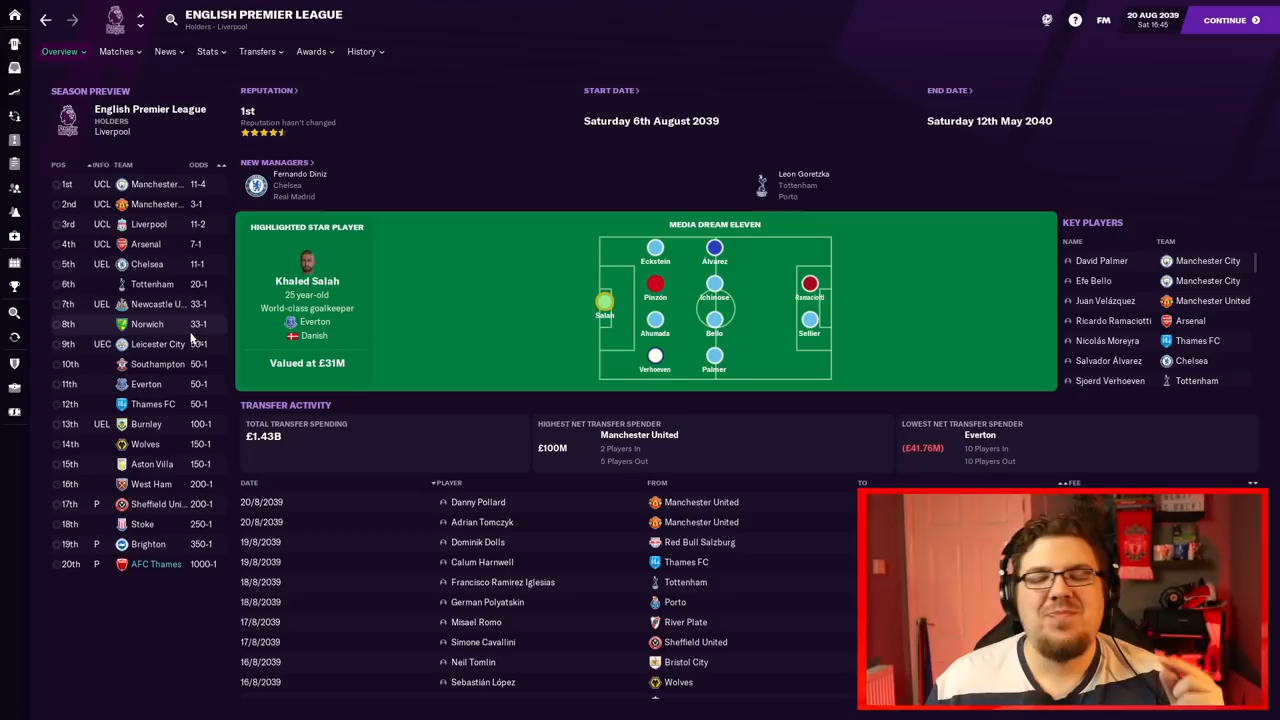 ENGLISH PREMIER LEAGUE
Holders - Liverpool
FM
20 AUG 2039
Sat 16:45
CONTINUE
Overview
Matches
News
Stats
Transfers
Awards
History
SEASON PREVIEW
English Premier League
HOLDERS
Liverpool
REPUTATION
1st
Reputation hasn't changed
START DATE
Saturday 6th August 2039
END DATE
Saturday 12th May 2040
NEW MANAGERS
Fernando Diniz
Chelsea
Real Madrid
Leon Goretzka
Tottenham
Porto
POS INFO TEAM ODDS
1st UCL Manchester... 11-4
2nd UCL Manchester... 3-1
3rd UCL Liverpool 11-2
4th UCL Arsenal 7-1
5th UEL Chelsea 11-1
6th Tottenham 20-1
7th UEL Newcastle U... 33-1
8th Norwich 33-1
9th UEC Leicester City
10th Southampton 50-1
11th Everton 50-1
12th Thames FC 50-1
13th UEL Burnley 100-1
14th Wolves 150-1
15th Aston Villa 150-1
16th West Ham 200-1
17th P Sheffield Uni... 200-1
18th Stoke 250-1
19th P Brighton 350-1
20th P AFC Thames 1000-1
HIGHLIGHTED STAR PLAYER
Khaled Salah
25 year-old
World-class goalkeeper
Everton
Danish
Valued at £31M
MEDIA DREAM ELEVEN
Eckstein
Álvarez
Pinzón
Ichinose
Ramaciotti
Salah
Ahumada
Bello
Sellier
Verhoeven
Palmer
KEY PLAYERS
NAME TEAM
David Palmer Manchester City
Efe Bello Manchester City
Juan Velázquez Manchester United
Ricardo Ramaciotti Arsenal
Nicolás Moreyra Thames FC
Salvador Álvarez Chelsea
Sjoerd Verhoeven Tottenham
TRANSFER ACTIVITY
TOTAL TRANSFER SPENDING
£1.43B
HIGHEST NET TRANSFER SPENDER
£100M
Manchester United
2 Players In
5 Players Out
LOWEST NET TRANSFER SPENDER
(£41.76M)
Everton
10 Players In
10 Players Out
DATE PLAYER FROM TO FEE
20/8/2039 Danny Pollard Manchester United
20/8/2039 Adrian Tomczyk Manchester United
19/8/2039 Dominik Dolls Red Bull Salzburg
19/8/2039 Calum Harnwell Thames FC
18/8/2039 Francisco Ramirez Iglesias Tottenham
18/8/2039 German Polyatskin Porto
17/8/2039 Misael Romo River Plate
17/8/2039 Simone Cavallini Sheffield United
16/8/2039 Neil Tomlin Bristol City
16/8/2039 Sebastián López Wolves